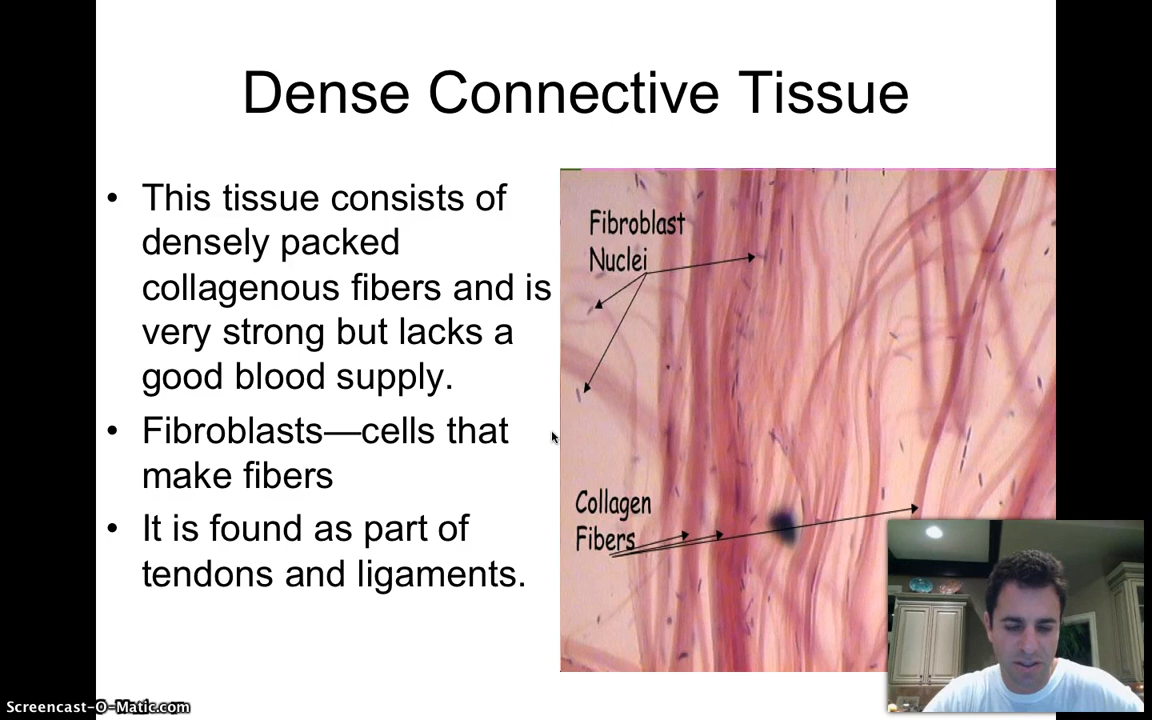 Dense Connective Tissue
• This tissue consists of
densely packed
collagenous fibers and is
very strong but lacks a
good blood supply.
• Fibroblasts—cells that
make fibers
• It is found as part of
tendons and ligaments.
Fibroblast
Nuclei
Collagen
Fibers
Screencast-O-Matic.com